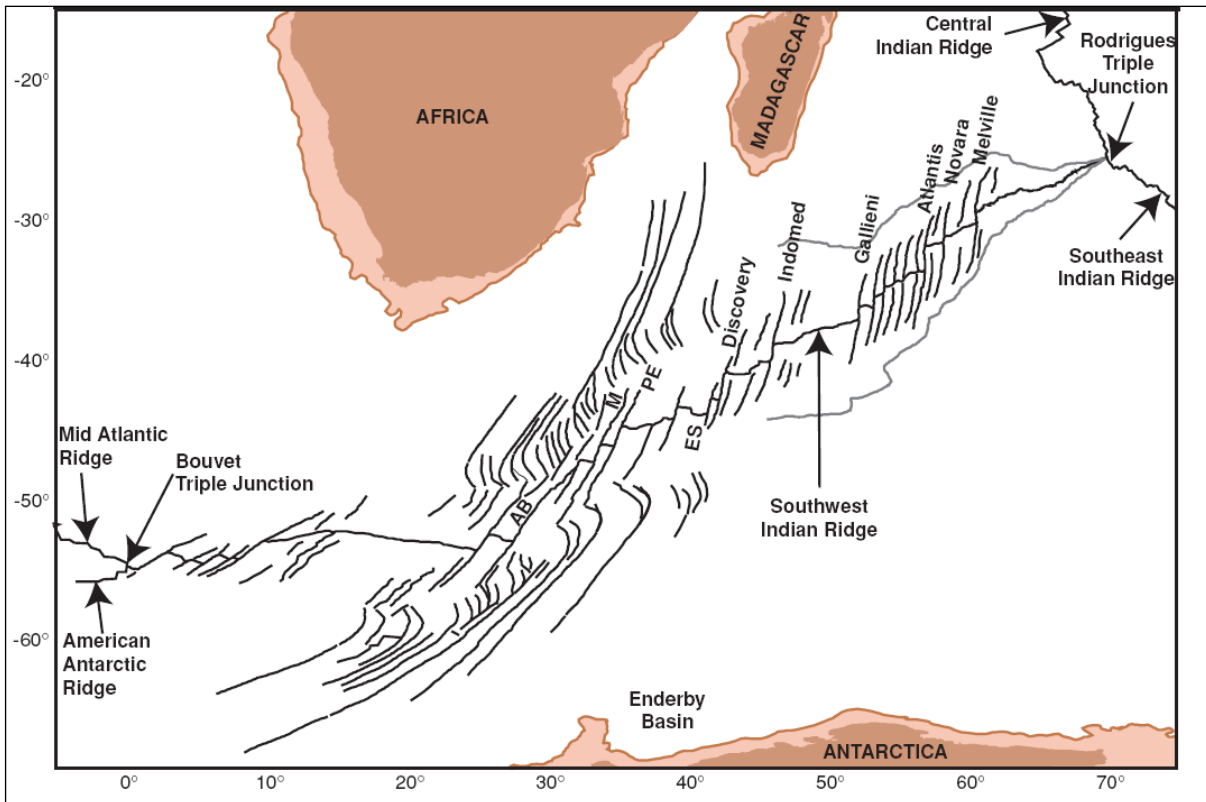 Central
Indian Ridge
Rodrigues
Triple
Junction
-20°
AFRICA
MADAGASCAR
Melville
Novara
Atlantis
-30°
Gallieni
Indomed
Southeast
Indian Ridge
Discovery
-40°
PE
M
ES
Mid Atlantic
Ridge
Bouvet
Triple Junction
-50°
AB
Southwest
Indian Ridge
-60°
American
Antarctic
Ridge
Enderby
Basin
ANTARCTICA
0°
10°
20°
30°
40°
50°
60°
70°